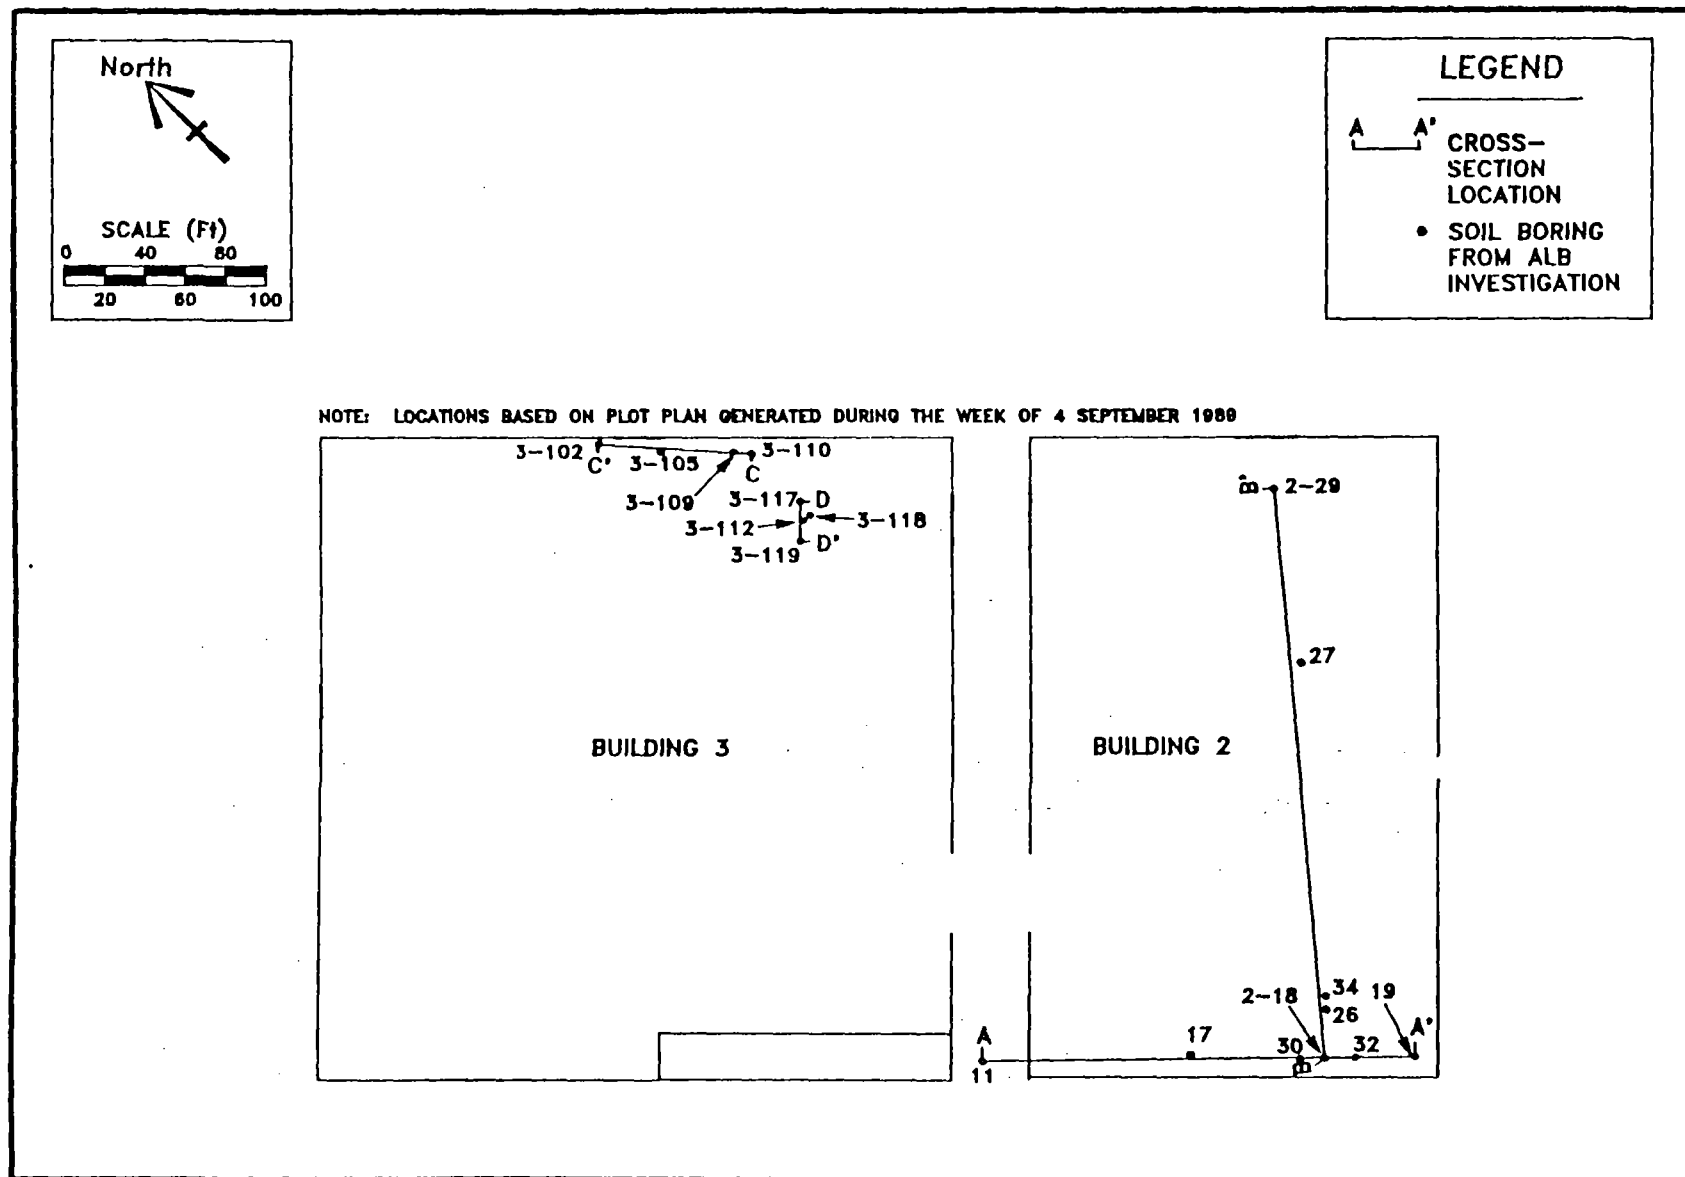 North
SCALE (Ft)
0 40 80
20 60 100
LEGEND
A A'
CROSS-
SECTION
LOCATION
SOIL BORING
FROM ALB
INVESTIGATION
NOTE: LOCATIONS BASED ON PLOT PLAN GENERATED DURING THE WEEK OF 4 SEPTEMBER 1989
3-102
C'
3-105
3-110
C
3-109
3-117
D
3-112
3-118
3-119
D'
B'
2-29
27
BUILDING 3
BUILDING 2
34
2-18
19
26
A
17
30
32
A'
11
B